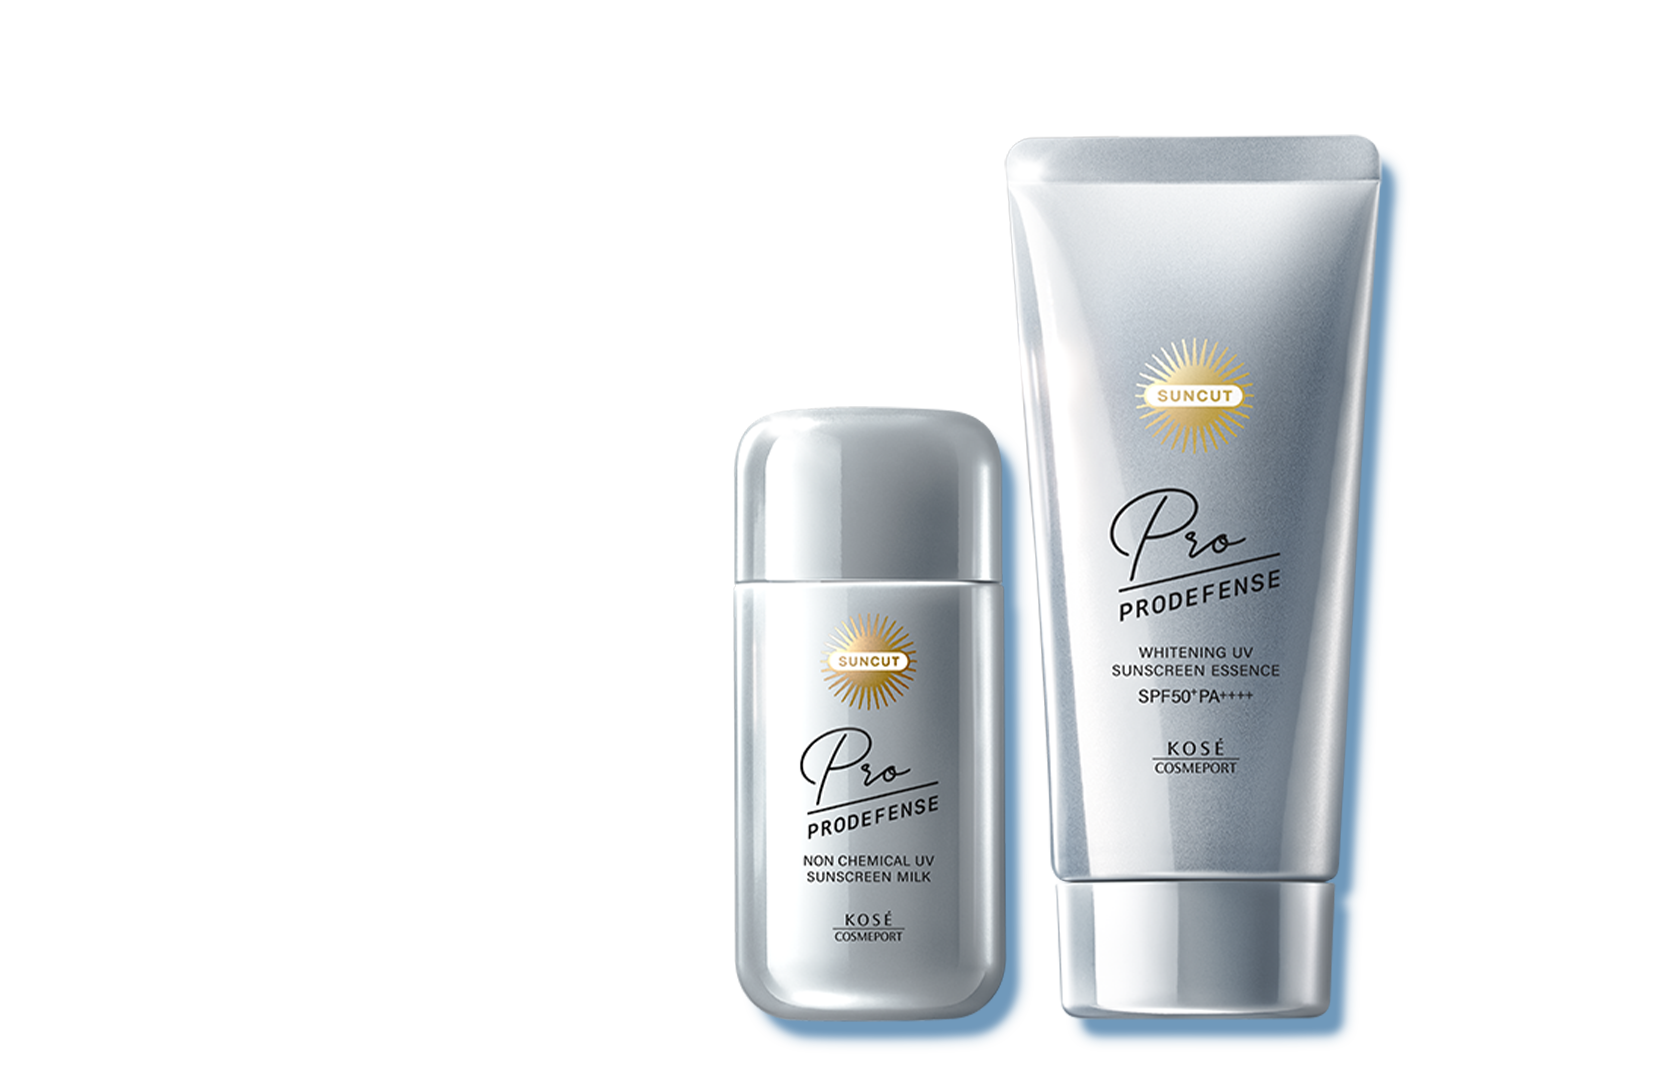 SUNCUT
Pro
PRODEFENSE
NON CHEMICAL UV
SUNSCREEN MILK
KOSÉ
COSMEPORT
SUNCUT
Pro
PRODEFENSE
WHITENING UV
SUNSCREEN ESSENCE
SPF50+PA++++
KOSÉ
COSMEPORT